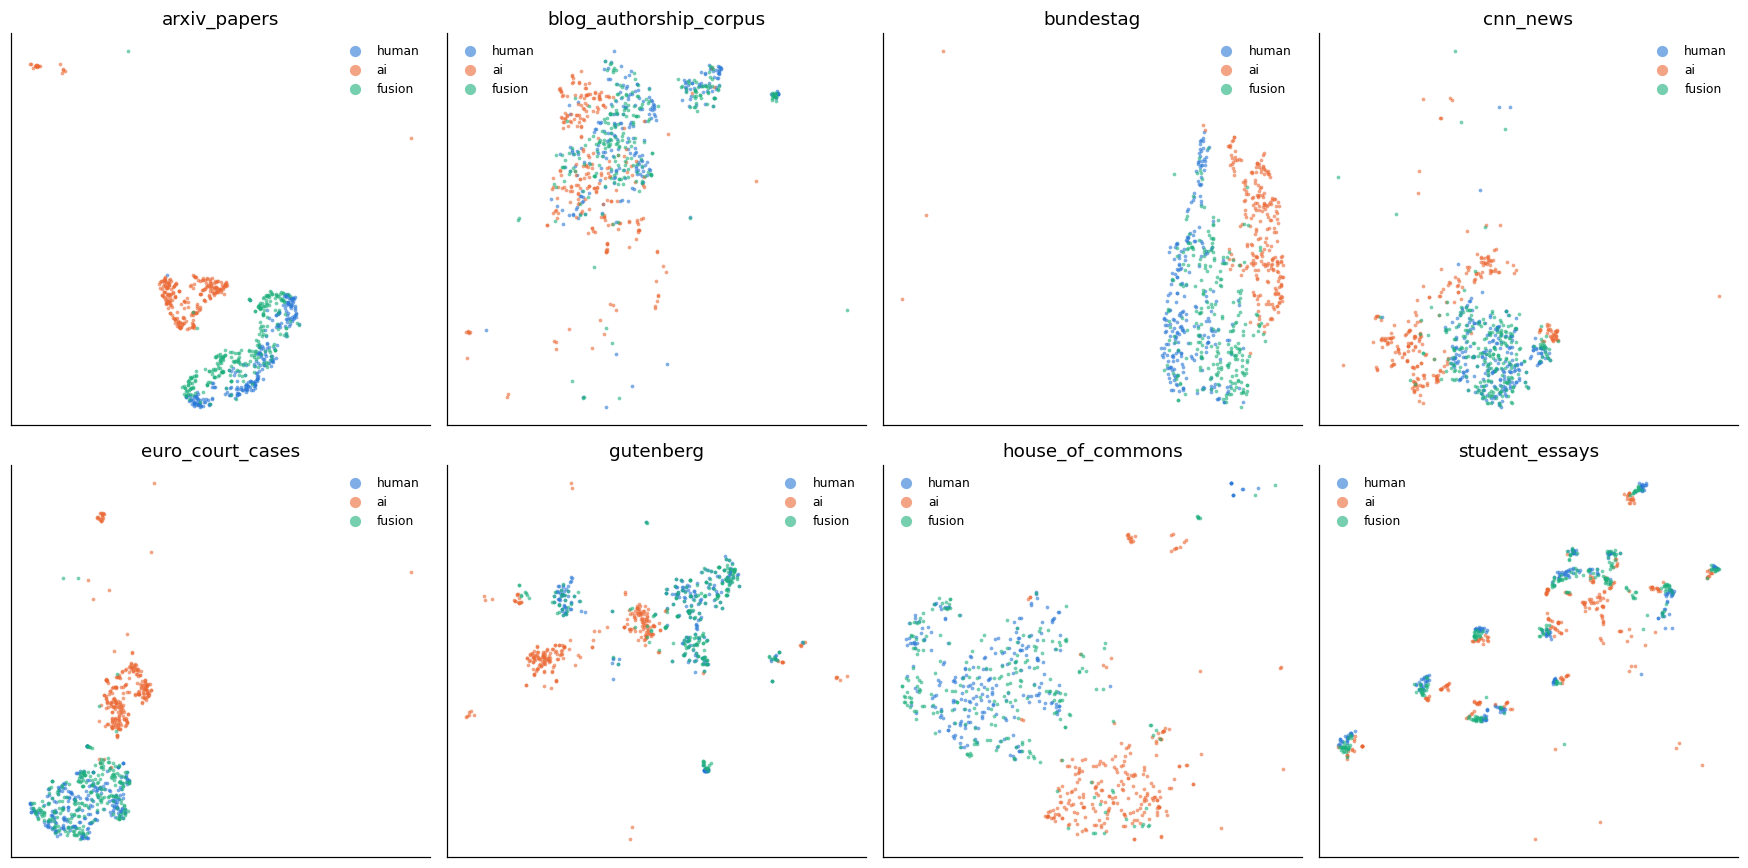 arxiv_papers
human
ai
fusion
blog_authorship_corpus
human
ai
fusion
bundestag
human
ai
fusion
cnn_news
human
ai
fusion
euro_court_cases
human
ai
fusion
gutenberg
human
ai
fusion
house_of_commons
human
ai
fusion
student_essays
human
ai
fusion